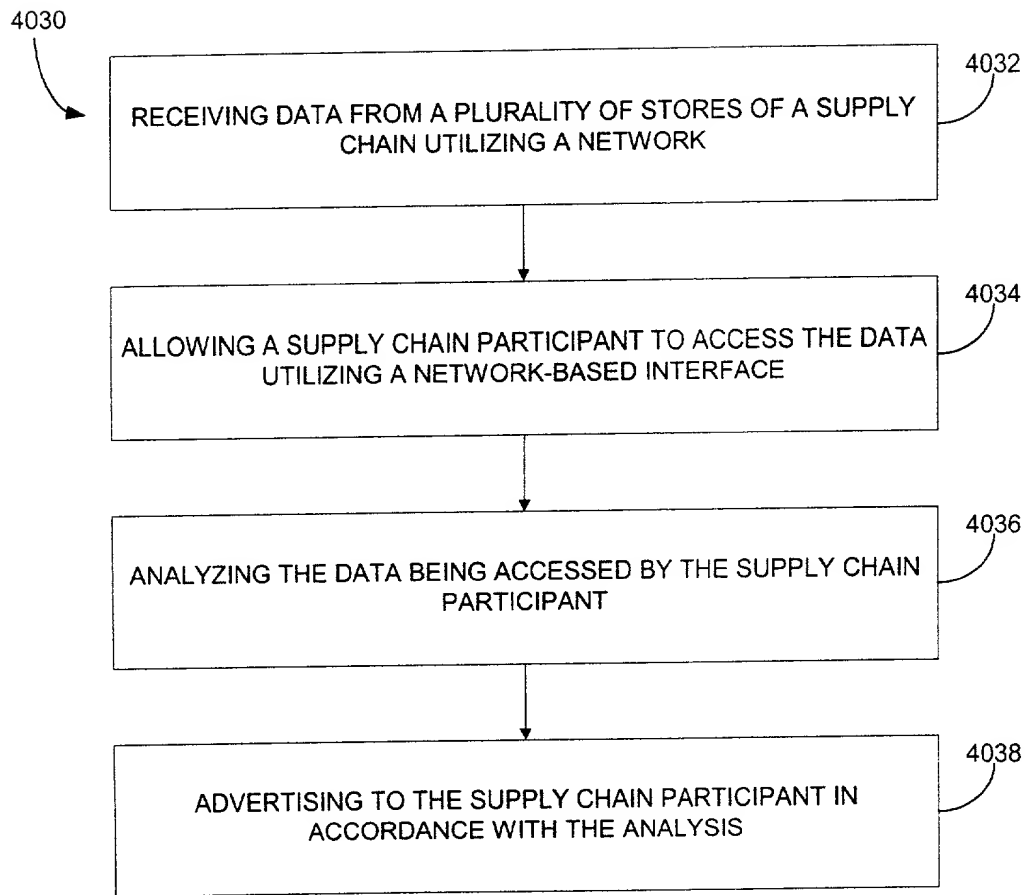 4030
4032
RECEIVING DATA FROM A PLURALITY OF STORES OF A SUPPLY
CHAIN UTILIZING A NETWORK
4034
ALLOWING A SUPPLY CHAIN PARTICIPANT TO ACCESS THE DATA
UTILIZING A NETWORK-BASED INTERFACE
4036
ANALYZING THE DATA BEING ACCESSED BY THE SUPPLY CHAIN
PARTICIPANT
4038
ADVERTISING TO THE SUPPLY CHAIN PARTICIPANT IN
ACCORDANCE WITH THE ANALYSIS